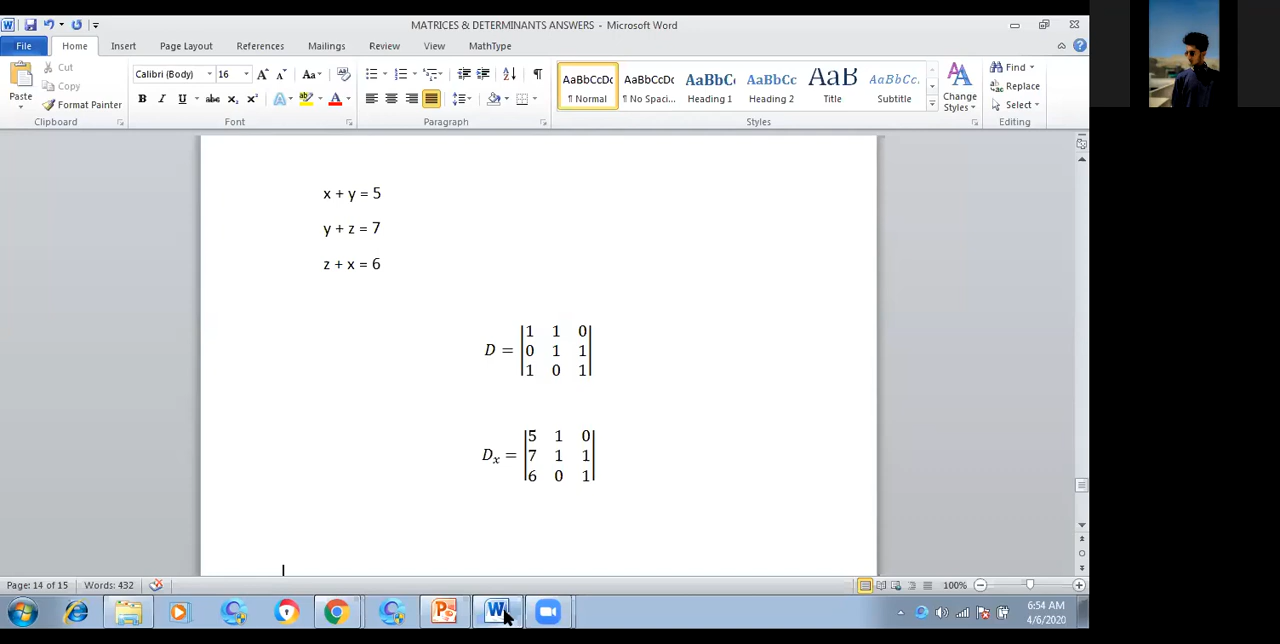 MATRICES & DETERMINANTS ANSWERS - Microsoft Word
File Home Insert Page Layout References Mailings Review View MathType
Paste
Cut
Copy
Format Painter
Clipboard
Calibri (Body) 16
Font
Paragraph
AaBbCcDc AaBbCcDc AaBbC AaBbCc AaB AaBbCc.
¶ Normal ¶ No Spaci... Heading 1 Heading 2 Title Subtitle
Change
Styles
Styles
Find
Replace
Select
Editing
x + y = 5
y + z = 7
z + x = 6
D = |1 1 0|
|0 1 1|
|1 0 1|
Dx = |5 1 0|
|7 1 1|
|6 0 1|
Page: 14 of 15 Words: 432 100%
6:54 AM
4/6/2020